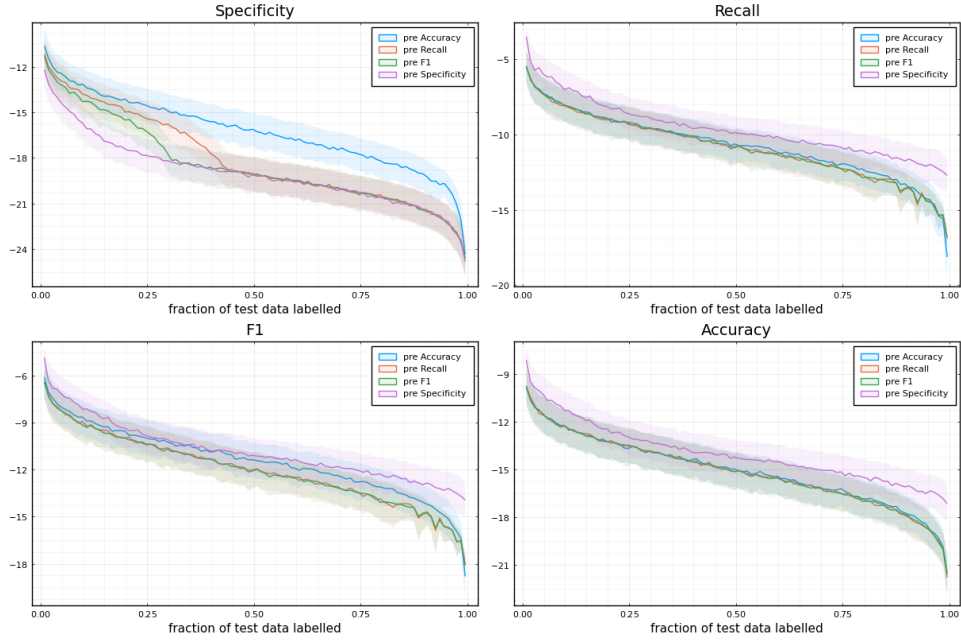 Specificity
pre Accuracy
pre Recall
pre F1
pre Specificity
-12
-15
-18
-21
-24
0.00 0.25 0.50 0.75 1.00
fraction of test data labelled
Recall
pre Accuracy
pre Recall
pre F1
pre Specificity
-5
-10
-15
-20
0.00 0.25 0.50 0.75 1.00
fraction of test data labelled
F1
pre Accuracy
pre Recall
pre F1
pre Specificity
-6
-9
-12
-15
-18
0.00 0.25 0.50 0.75 1.00
fraction of test data labelled
Accuracy
pre Accuracy
pre Recall
pre F1
pre Specificity
-9
-12
-15
-18
-21
0.00 0.25 0.50 0.75 1.00
fraction of test data labelled